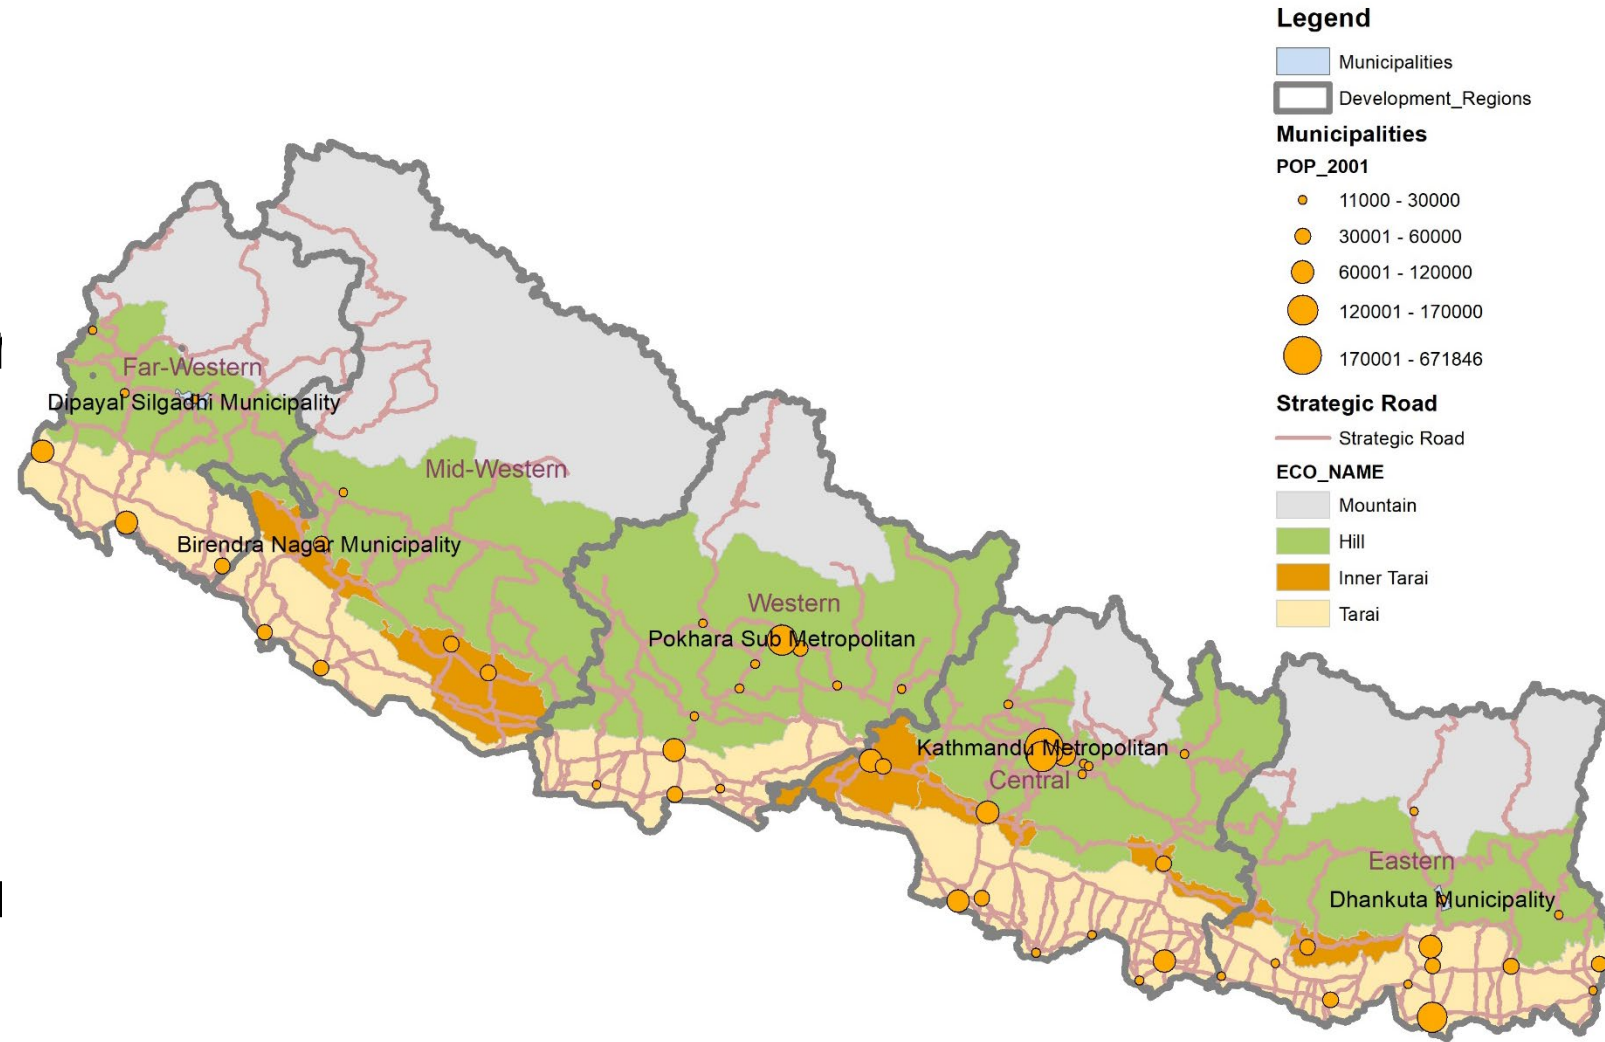 Legend
Municipalities
Development_Regions
Municipalities
POP_2001
11000 - 30000
30001 - 60000
60001 - 120000
120001 - 170000
170001 - 671846
Strategic Road
Strategic Road
ECO_NAME
Mountain
Hill
Inner Tarai
Tarai
Far-Western
Dipayal Silgadhi Municipality
Mid-Western
Birendra Nagar Municipality
Western
Pokhara Sub Metropolitan
Kathmandu Metropolitan
Central
Eastern
Dhankuta Municipality